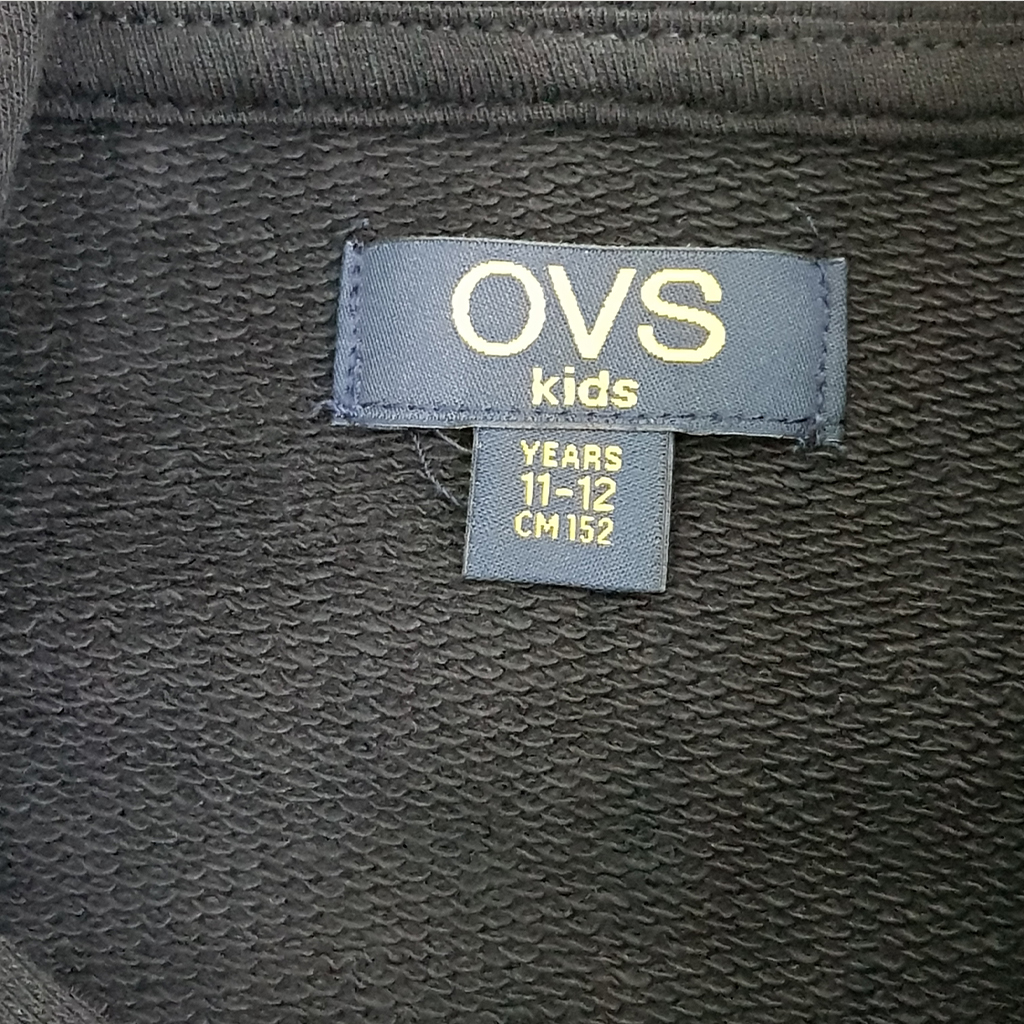 OVS
kids
YEARS
11-12
CM 152